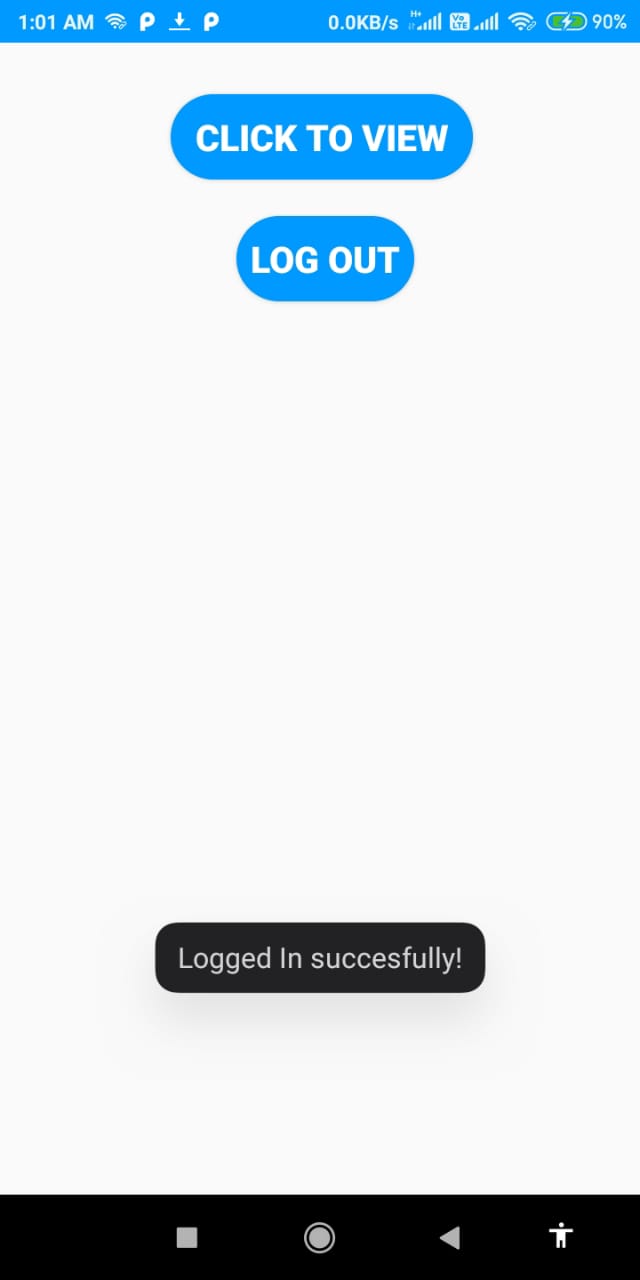 1:01 AM 0.0KB/s H+ Vo LTE 90%
CLICK TO VIEW
LOG OUT
Logged In succesfully!